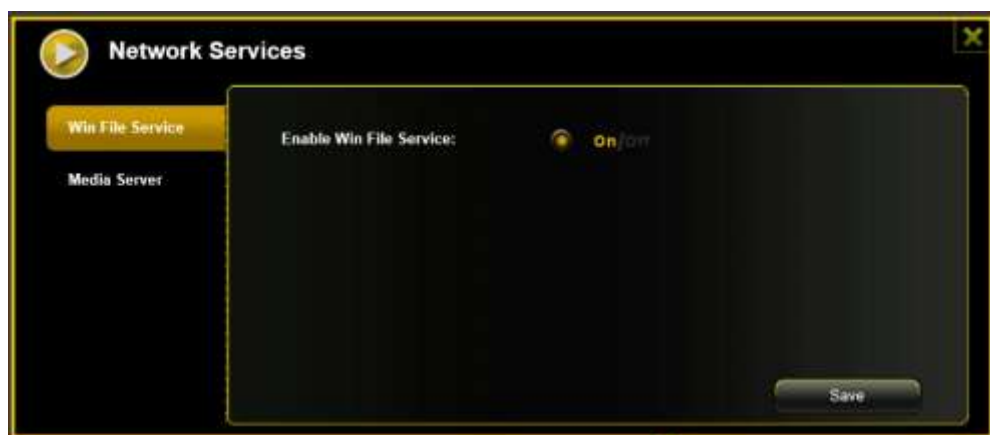 Network Services
Win File Service
Enable Win File Service: On/Off
Media Server
Save